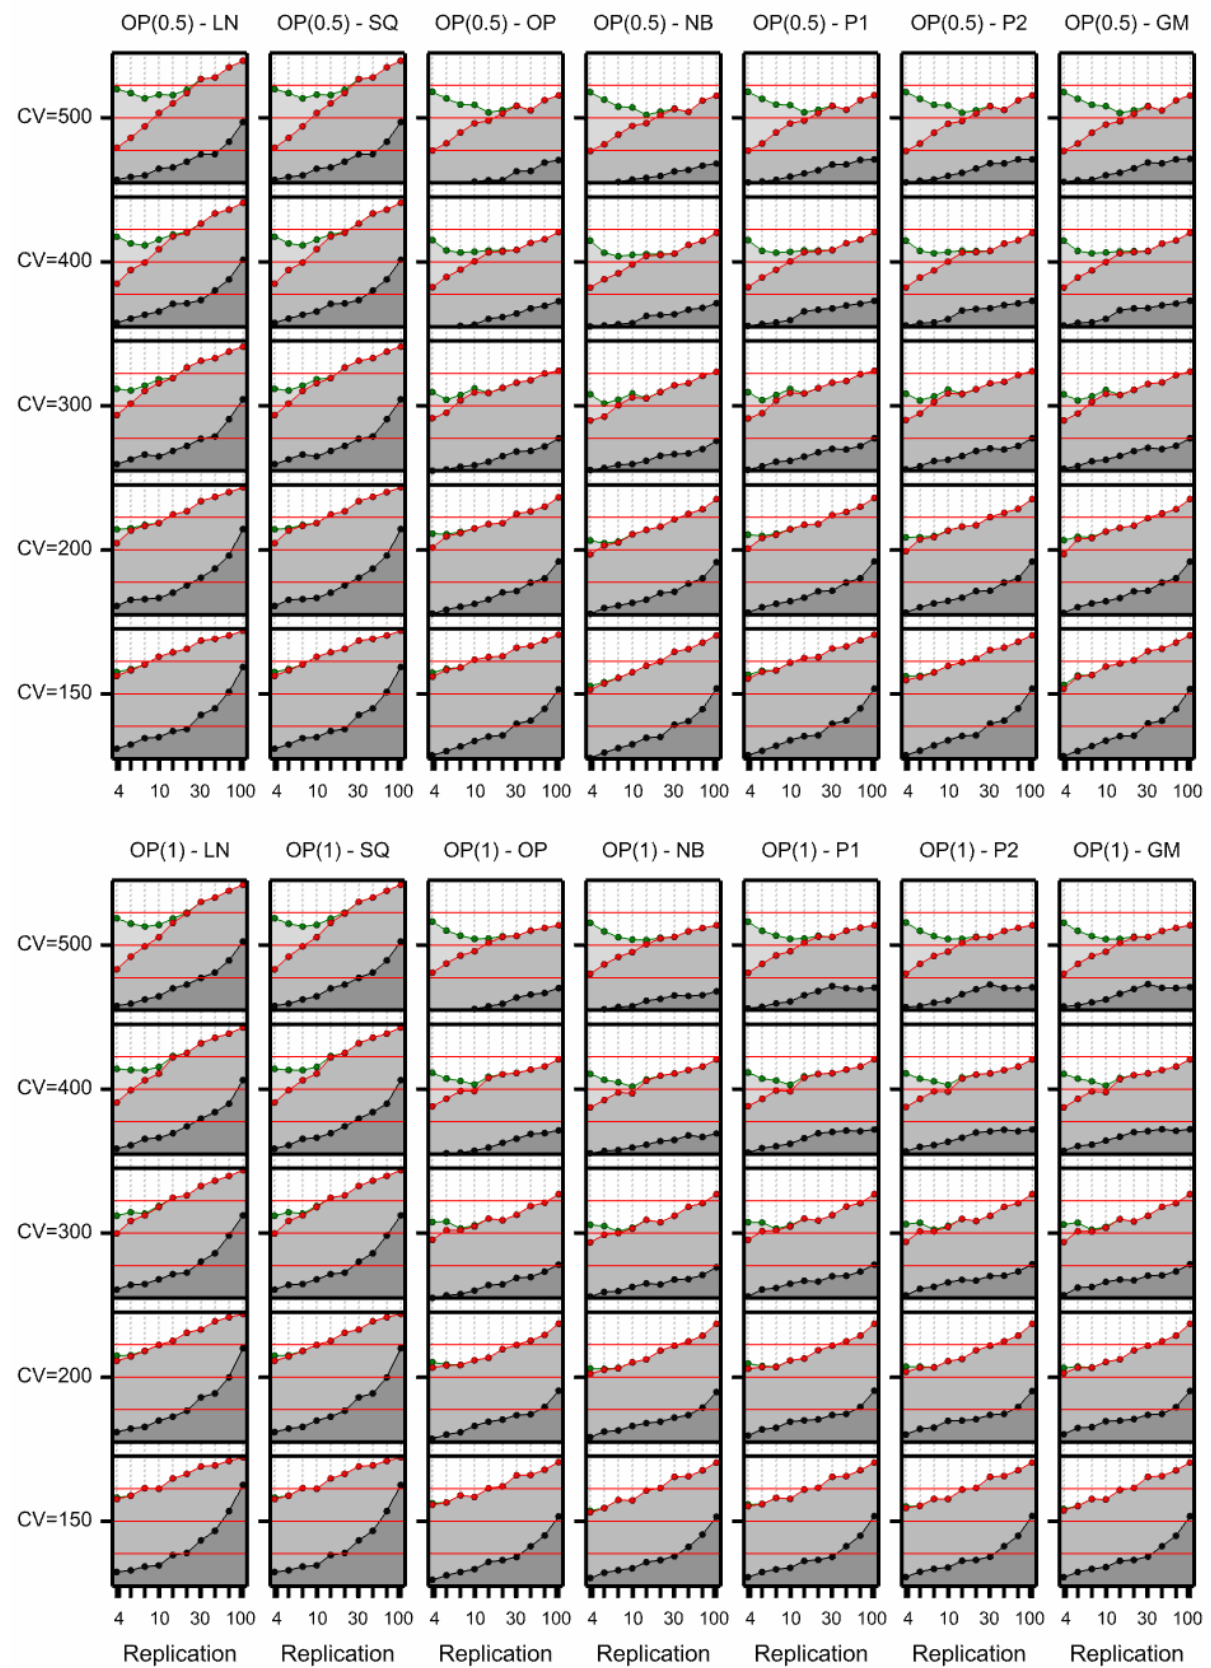 OP(0.5) - LN OP(0.5) - SQ OP(0.5) - OP OP(0.5) - NB OP(0.5) - P1 OP(0.5) - P2 OP(0.5) - GM
CV=500
CV=400
CV=300
CV=200
CV=150
4 10 30 100 4 10 30 100 4 10 30 100 4 10 30 100 4 10 30 100 4 10 30 100 4 10 30 100
OP(1) - LN OP(1) - SQ OP(1) - OP OP(1) - NB OP(1) - P1 OP(1) - P2 OP(1) - GM
CV=500
CV=400
CV=300
CV=200
CV=150
4 10 30 100 4 10 30 100 4 10 30 100 4 10 30 100 4 10 30 100 4 10 30 100 4 10 30 100
Replication Replication Replication Replication Replication Replication Replication